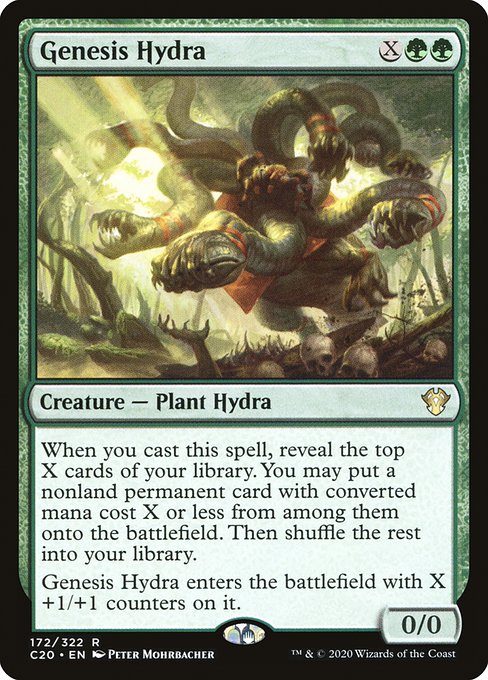 Genesis Hydra X
Creature — Plant Hydra
When you cast this spell, reveal the top
X cards of your library. You may put a
nonland permanent card with converted
mana cost X or less from among them
onto the battlefield. Then shuffle the rest
into your library.
Genesis Hydra enters the battlefield with X
+1/+1 counters on it.
0/0
172/322 R
C20 • EN Peter Mohrbacher
™ & © 2020 Wizards of the Coast